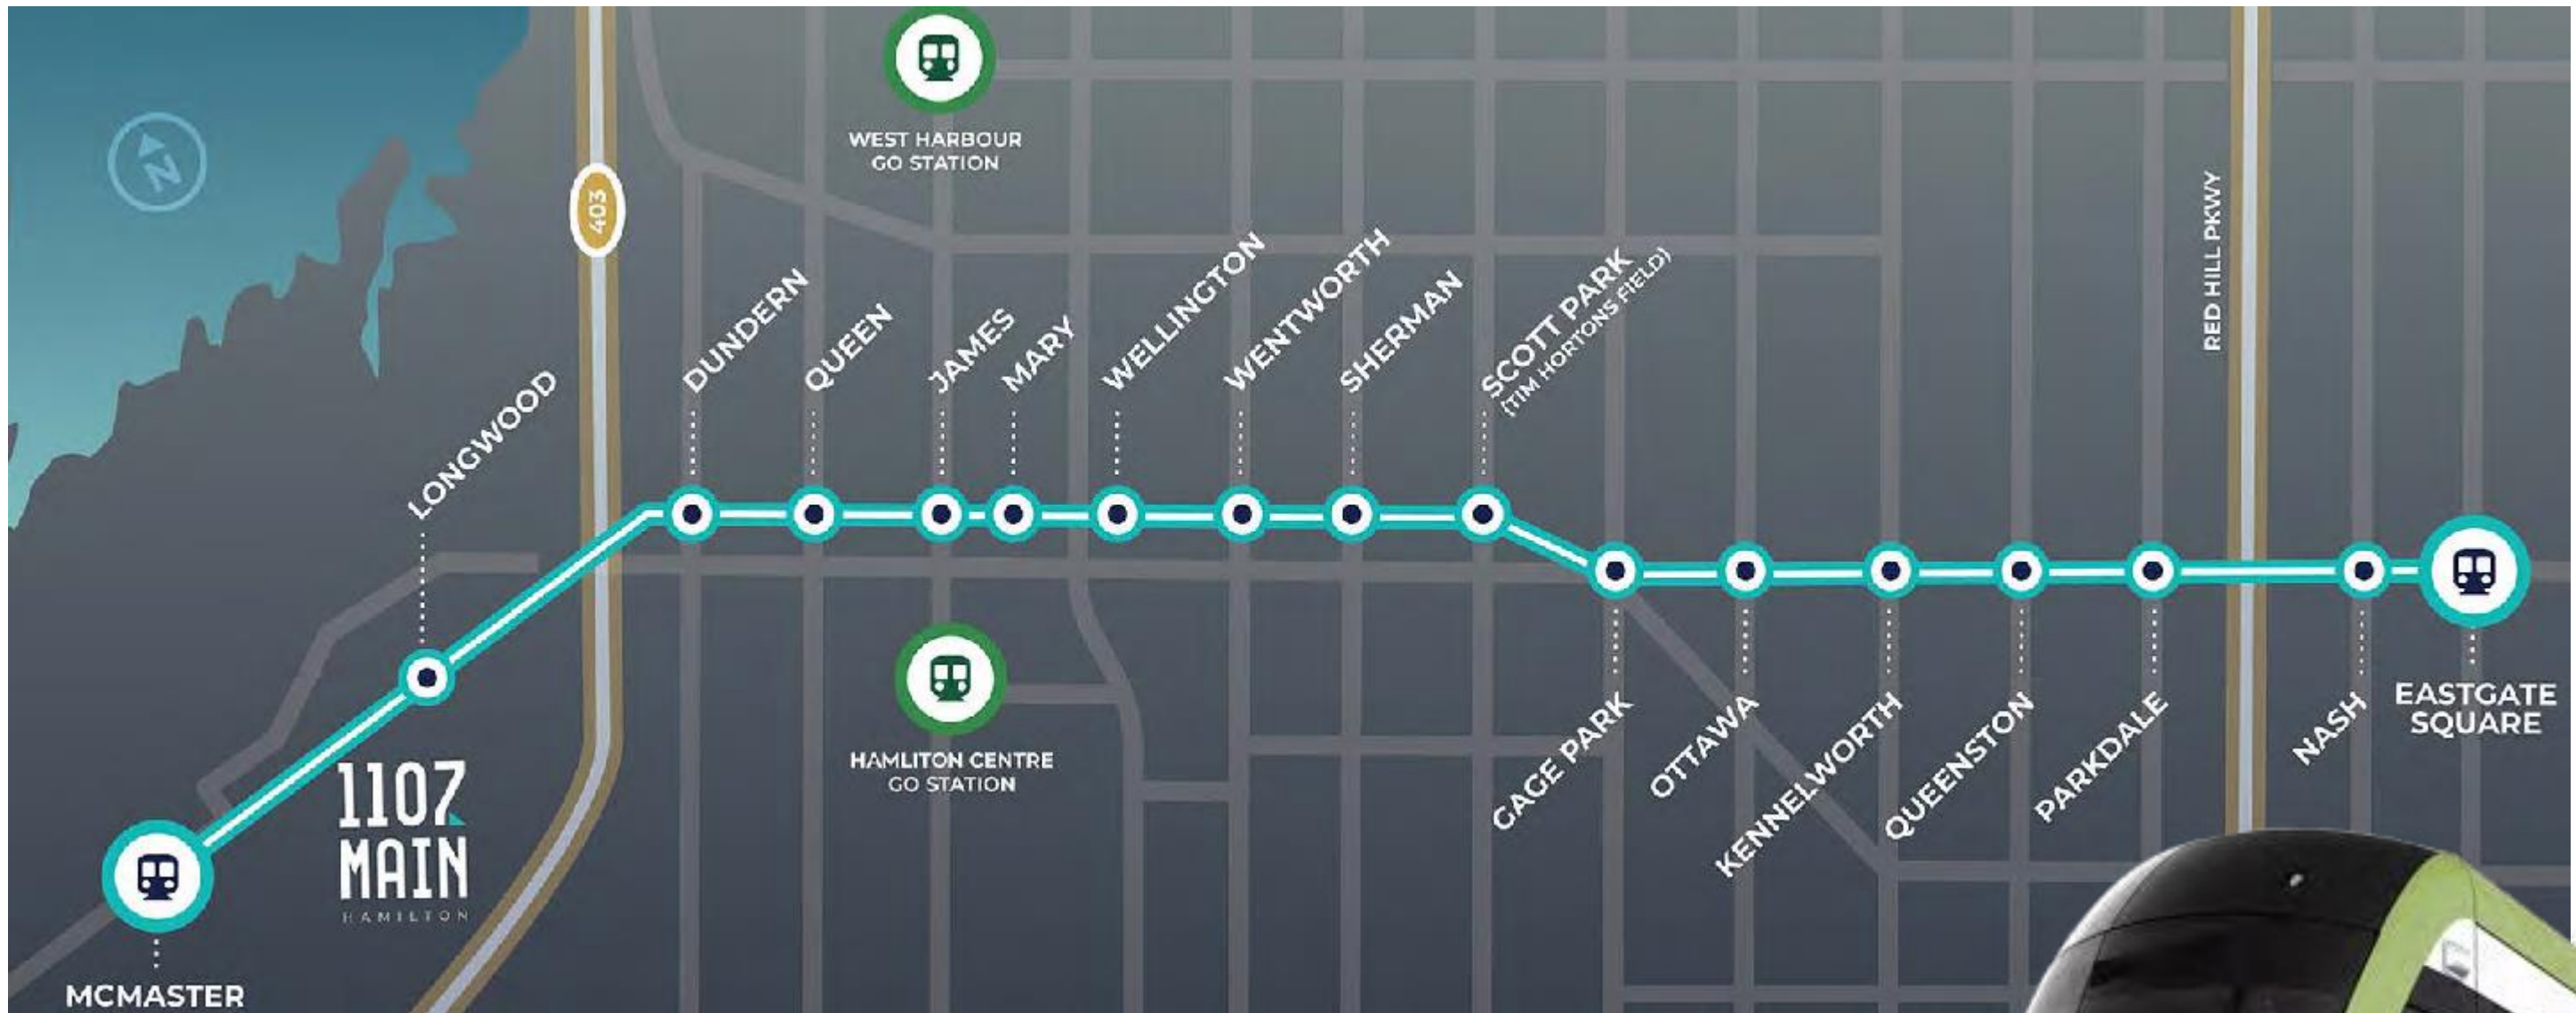 N
WEST HARBOUR
GO STATION
403
RED HILL PKWY
LONGWOOD
DUNDERN
QUEEN
JAMES
MARY
WELLINGTON
WENTWORTH
SHERMAN
SCOTT PARK
(TIM HORTONS FIELD)
1107
MAIN
HAMILTON
HAMLITON CENTRE
GO STATION
CAGE PARK
OTTAWA
KENNELWORTH
QUEENSTON
PARKDALE
NASH
EASTGATE
SQUARE
MCMASTER